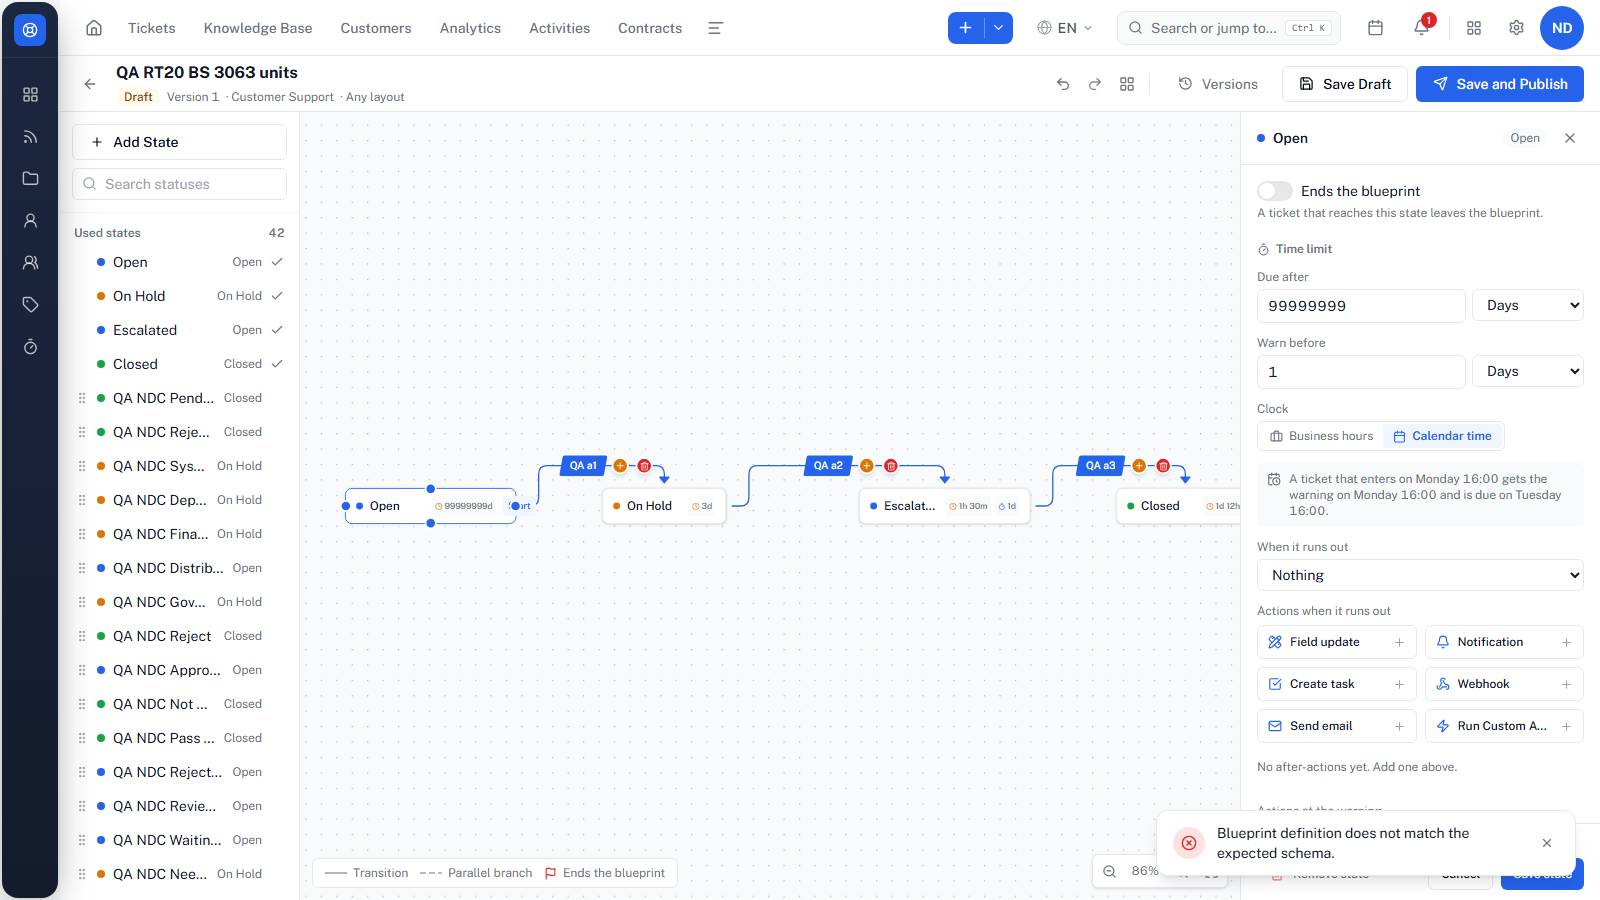 Tickets
Knowledge Base
Customers
Analytics
Activities
Contracts
EN
Search or jump to...
Ctrl K
1
ND
QA RT20 BS 3063 units
Draft
Version 1 · Customer Support · Any layout
Versions
Save Draft
Save and Publish
Add State
Search statuses
Used states 42
Open Open
On Hold On Hold
Escalated Open
Closed Closed
QA NDC Pend... Closed
QA NDC Reje... Closed
QA NDC Sys... On Hold
QA NDC Dep... On Hold
QA NDC Fina... On Hold
QA NDC Distrib... Open
QA NDC Gov... On Hold
QA NDC Reject Closed
QA NDC Appro... Open
QA NDC Not ... Closed
QA NDC Pass ... Closed
QA NDC Reject... Open
QA NDC Revie... Open
QA NDC Waitin... Open
QA NDC Nee... On Hold
QA a1
QA a2
QA a3
Open 99999999d
On Hold 3d
Escalat... 1h 30m 1d
Closed 1d 12h
Transition
Parallel branch
Ends the blueprint
86%
Open
Open
Ends the blueprint
A ticket that reaches this state leaves the blueprint.
Time limit
Due after
99999999 Days
Warn before
1 Days
Clock
Business hours
Calendar time
A ticket that enters on Monday 16:00 gets the
warning on Monday 16:00 and is due on Tuesday
16:00.
When it runs out
Nothing
Actions when it runs out
Field update
Notification
Create task
Webhook
Send email
Run Custom A...
No after-actions yet. Add one above.
Blueprint definition does not match the
expected schema.